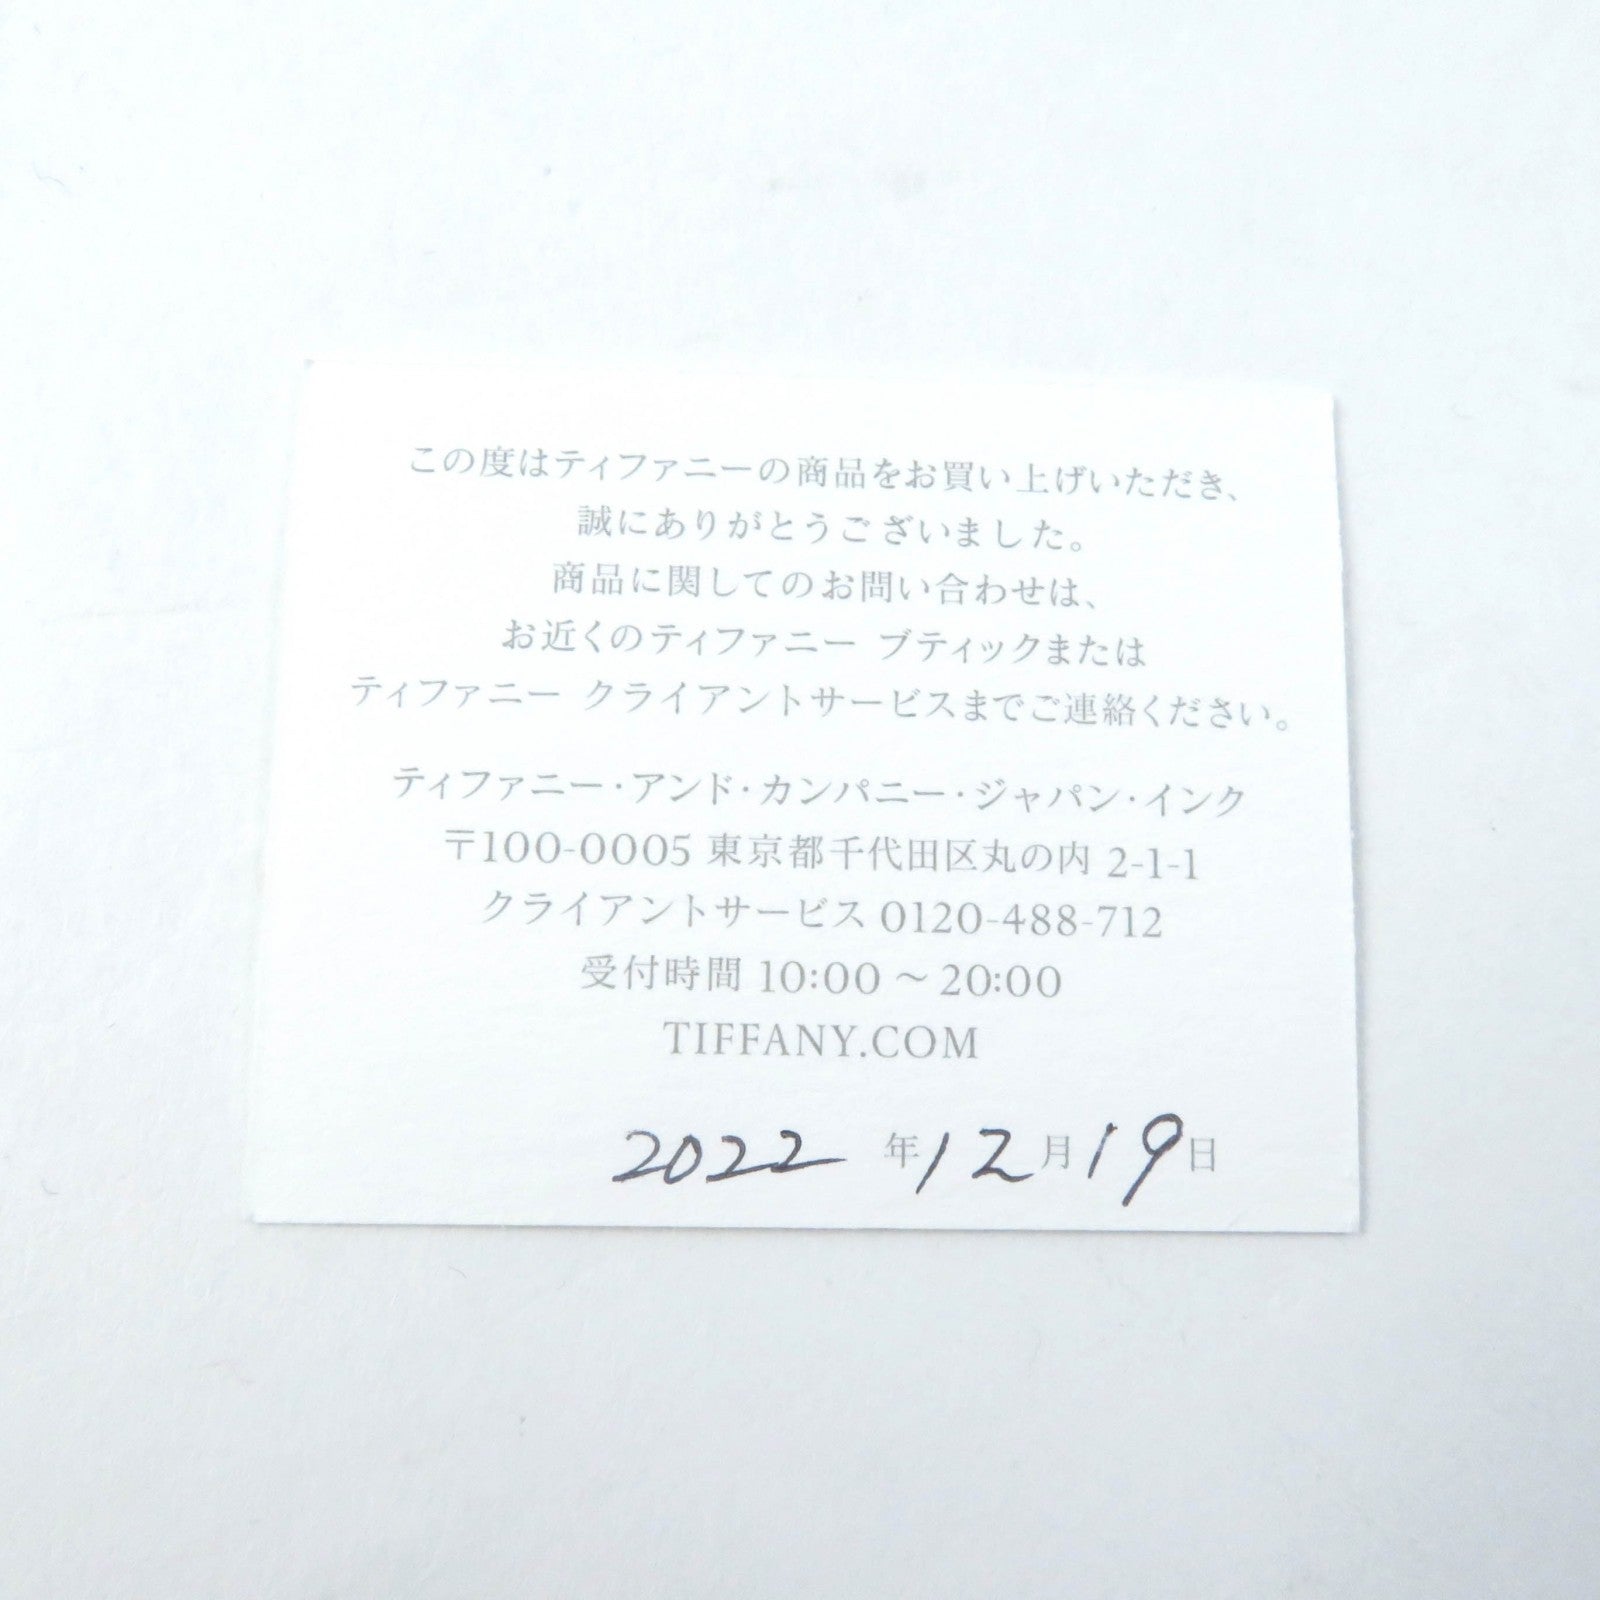 この度はティファニーの商品をお買い上げいただき、
誠にありがとうございました。
商品に関してのお問い合わせは、
お近くのティファニー ブティックまたは
ティファニー クライアントサービスまでご連絡ください。
ティファニー・アンド・カンパニー・ジャパン・インク
〒100-0005 東京都千代田区丸の内 2-1-1
クライアントサービス 0120-488-712
受付時間 10:00 ～ 20:00
TIFFANY.COM
2022 年 12 月 19 日